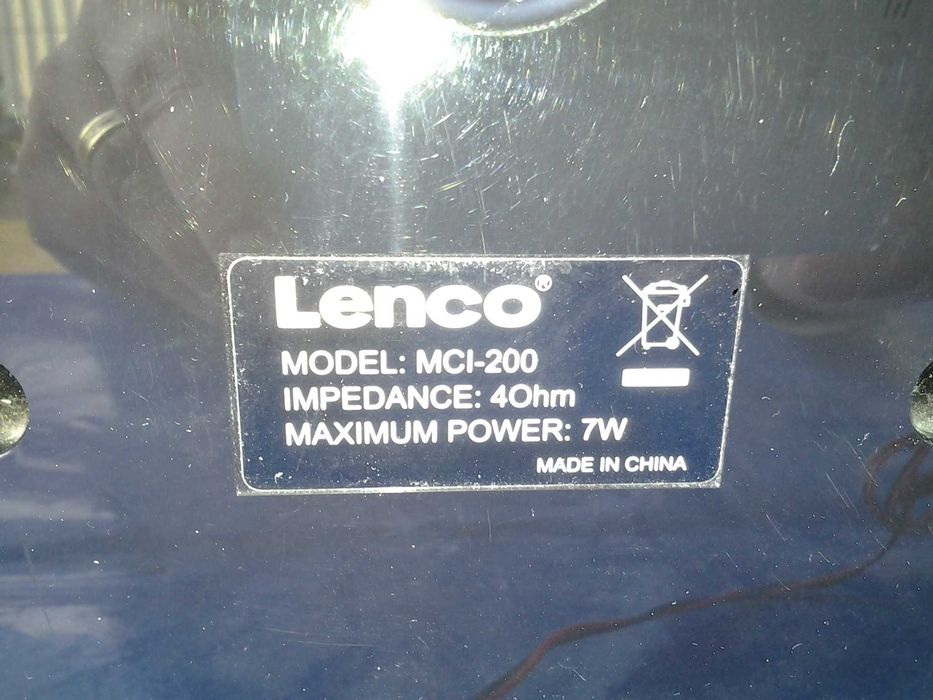 Lenco®
MODEL: MCI-200
IMPEDANCE: 4Ohm
MAXIMUM POWER: 7W
MADE IN CHINA